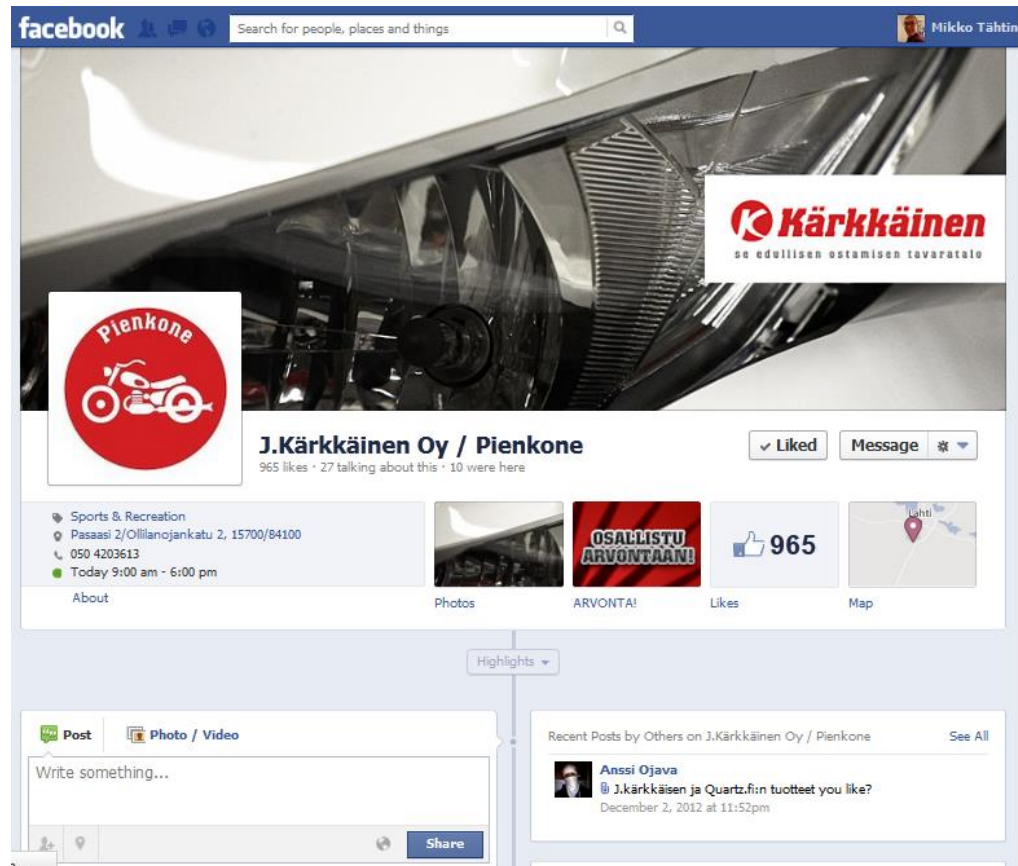 facebook
Search for people, places and things
Mikko Tähtin
Kärkkäinen
se edullisen ostamisen tavaratalo
Pienkone
J.Kärkkäinen Oy / Pienkone
965 likes · 27 talking about this · 10 were here
✓ Liked
Message
Sports & Recreation
Pasaasi 2/Ollilanojankatu 2, 15700/84100
050 4203613
Today 9:00 am - 6:00 pm
About
OSALLISTU
ARVONTAAN!
965
Lahti
Photos
ARVONTA!
Likes
Map
Highlights
Post
Photo / Video
Write something...
Share
Recent Posts by Others on J.Kärkkäinen Oy / Pienkone
See All
Anssi Ojava
J.kärkkäisen ja Quartz.fi:n tuotteet you like?
December 2, 2012 at 11:52pm